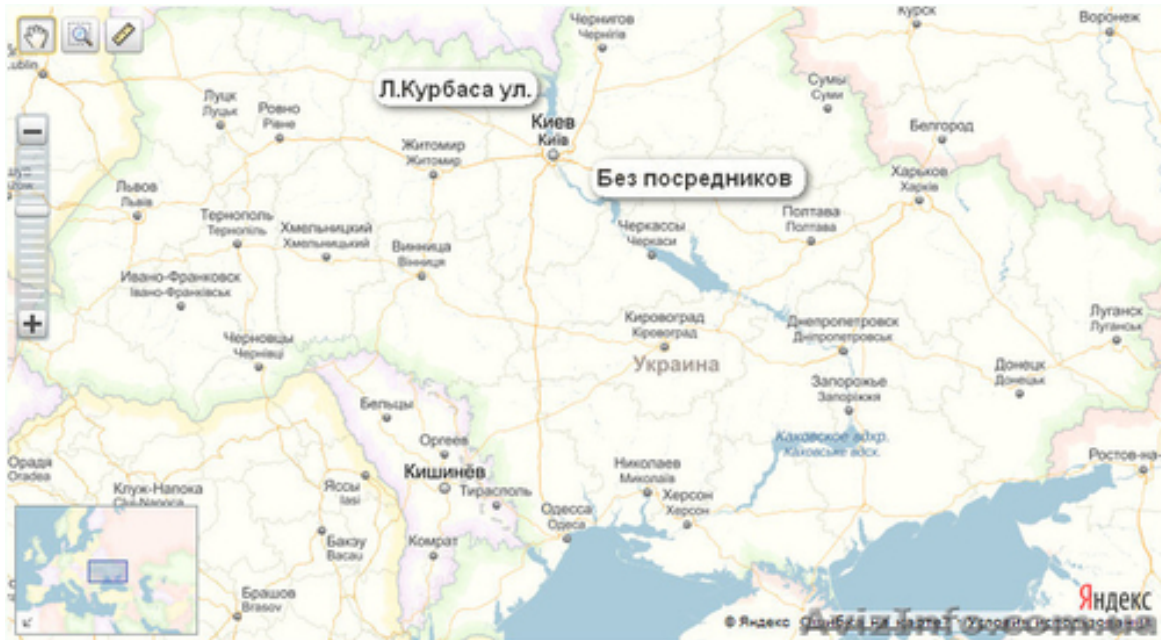 Чернигов
Чернігів
Курск
Воронеж
Lublin
Л.Курбаса ул.
Сумы
Суми
Луцк
Луцьк
Ровно
Рівне
Киев
Київ
Белгород
Житомир
Житомир
Без посредников
Харьков
Харків
Львов
Львів
Тернополь
Тернопіль
Хмельницкий
Хмельницький
Полтава
Полтава
Черкассы
Черкаси
Винница
Вінниця
Ивано-Франковск
Івано-Франківськ
Луганск
Луганськ
Кировоград
Кіровоград
Днепропетровск
Дніпропетровськ
Черновцы
Чернівці
Украина
Донецк
Донецьк
Запорожье
Запоріжжя
Бельцы
Оргеев
Каховское вдхр.
Каховське вдсх.
Орадя
Oradea
Кишинёв
Ростов-на-
Николаев
Миколаїв
Клуж-Напока
Cluj-Napoca
Яссы
Iasi
Тирасполь
Херсон
Херсон
Одесса
Одеса
Бакэу
Bacau
Комрат
Брашов
Brasov
Яндекс
© Яндекс Ошибка на карте? Условия использования